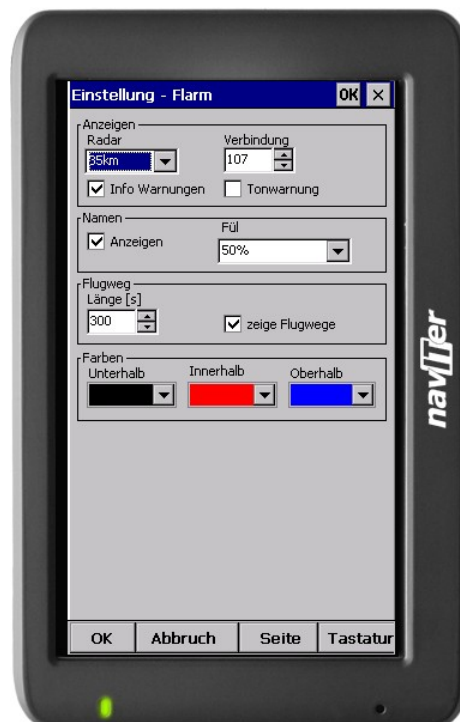 Einstellung - Flarm OK ×
Anzeigen
Radar Verbindung
35km 107
Info Warnungen Tonwarnung
Namen
Fül
Anzeigen 50%
Flugweg
Länge [s]
300 zeige Flugwege
Farben
Unterhalb Innerhalb Oberhalb
OK Abbruch Seite Tastatur
naviter